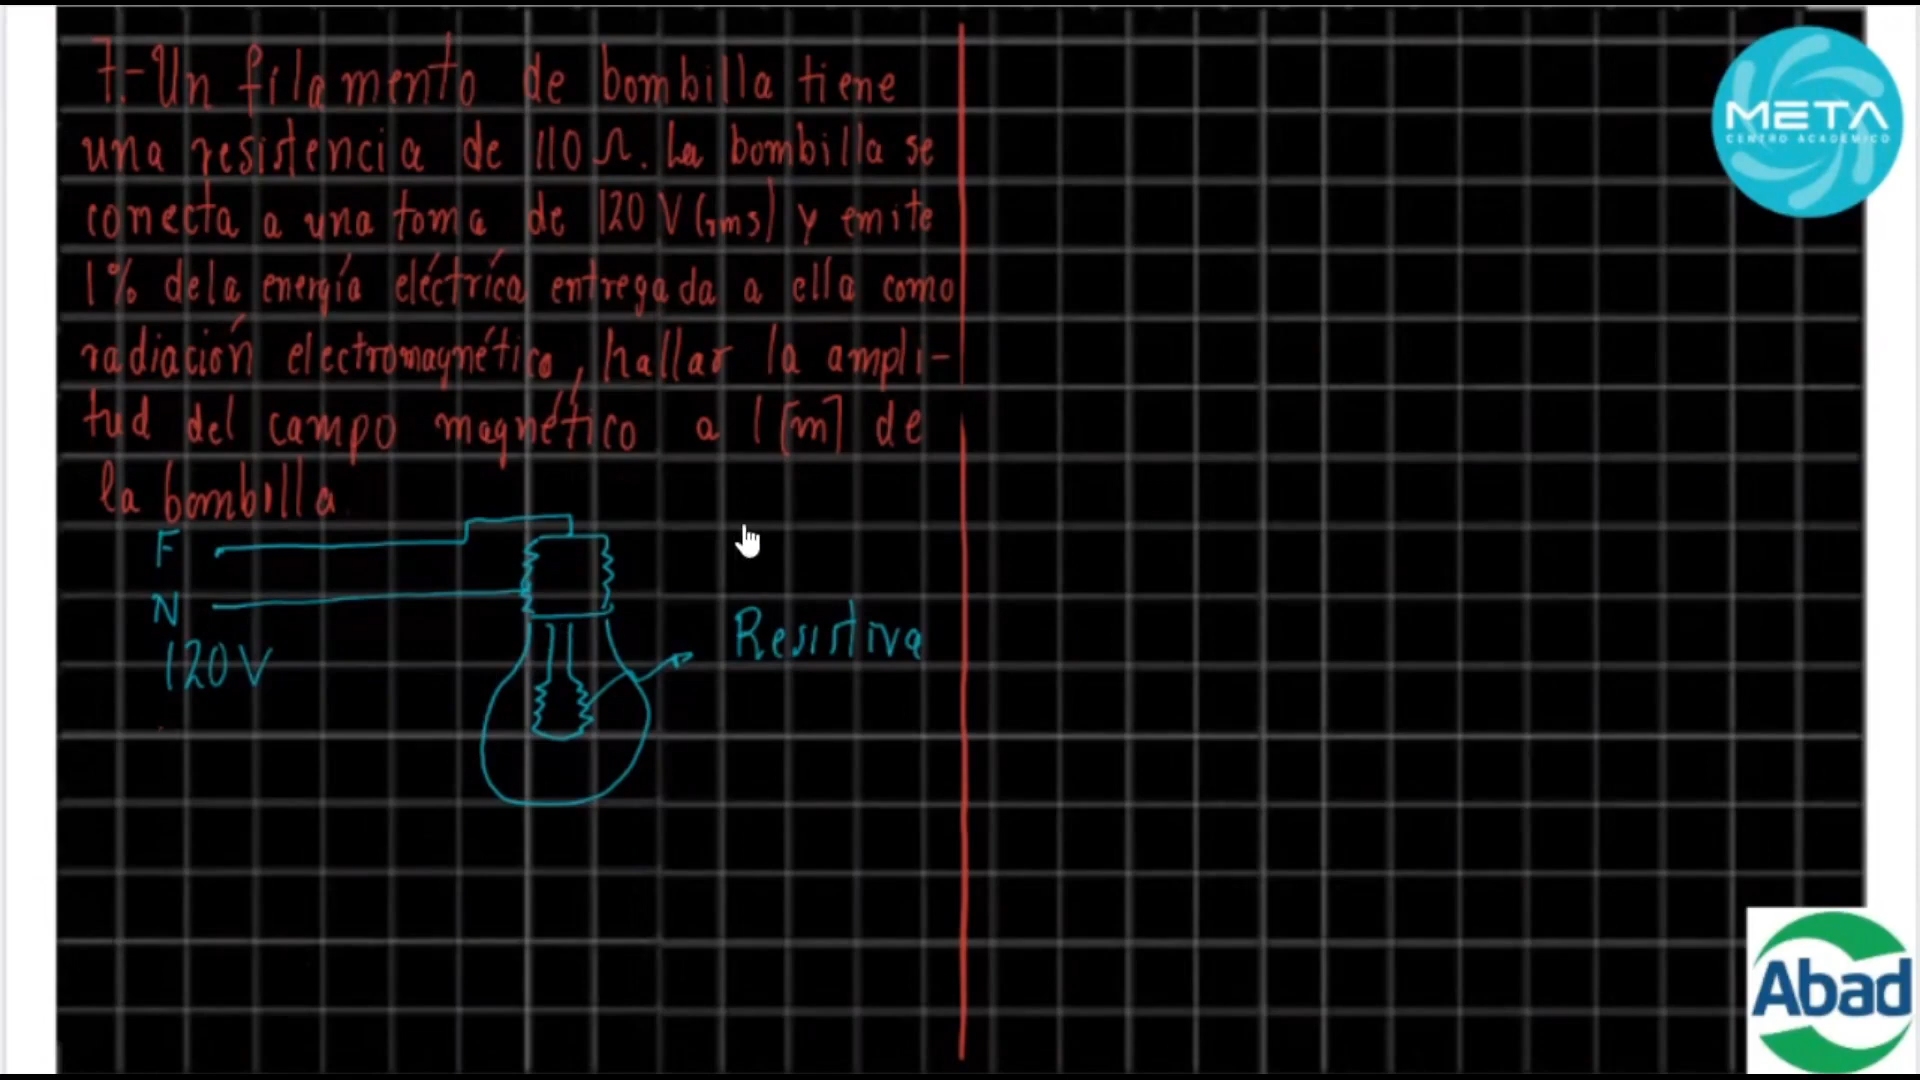 7.- Un filamento de bombilla tiene
una resistencia de 110 Ω. La bombilla se
conecta a una toma de 120 V (rms) y emite
1% de la energía eléctríca entregada a ella como
radiación electromagnético, hallar la ampli-
tud del campo magnético a 1 [m] de
la bombilla
F
N
120V
Resistiva
META
CENTRO ACADÉMICO
Abad